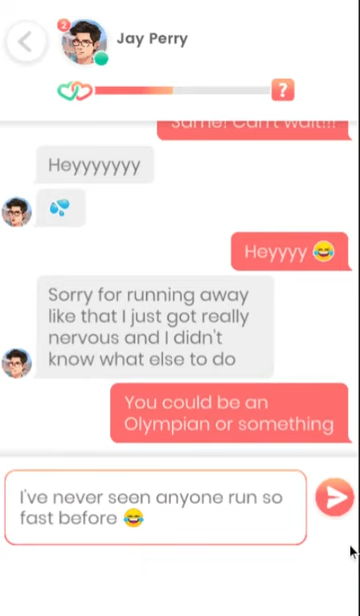 2
Jay Perry
?
Same! Can't wait!!!
Heyyyyyyy
💦
Heyyyy 😂
Sorry for running away
like that I just got really
nervous and I didn't
know what else to do
You could be an
Olympian or something
I've never seen anyone run so
fast before 😂